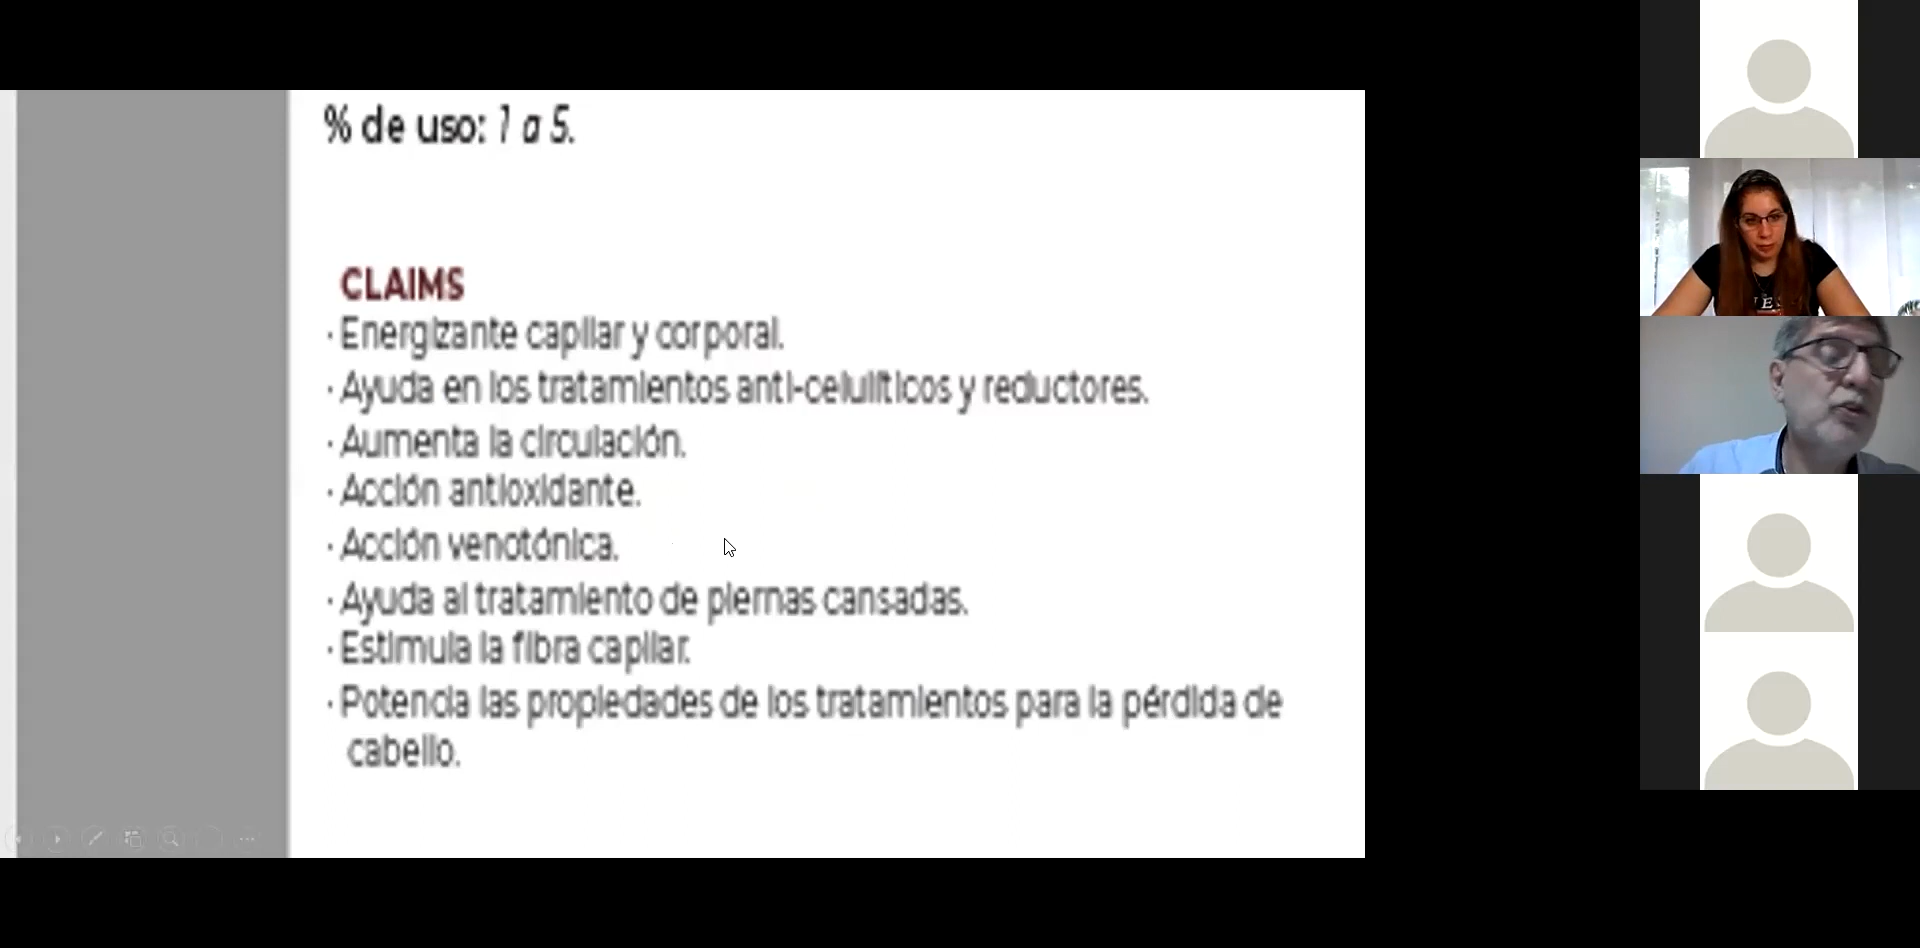 % de uso: 1 a 5.
CLAIMS
· Energizante capilar y corporal.
· Ayuda en los tratamientos anti-celulíticos y reductores.
· Aumenta la circulación.
· Acción antioxidante.
· Acción venotónica.
· Ayuda al tratamiento de piernas cansadas.
· Estimula la fibra capilar.
· Potencia las propiedades de los tratamientos para la pérdida de
cabello.